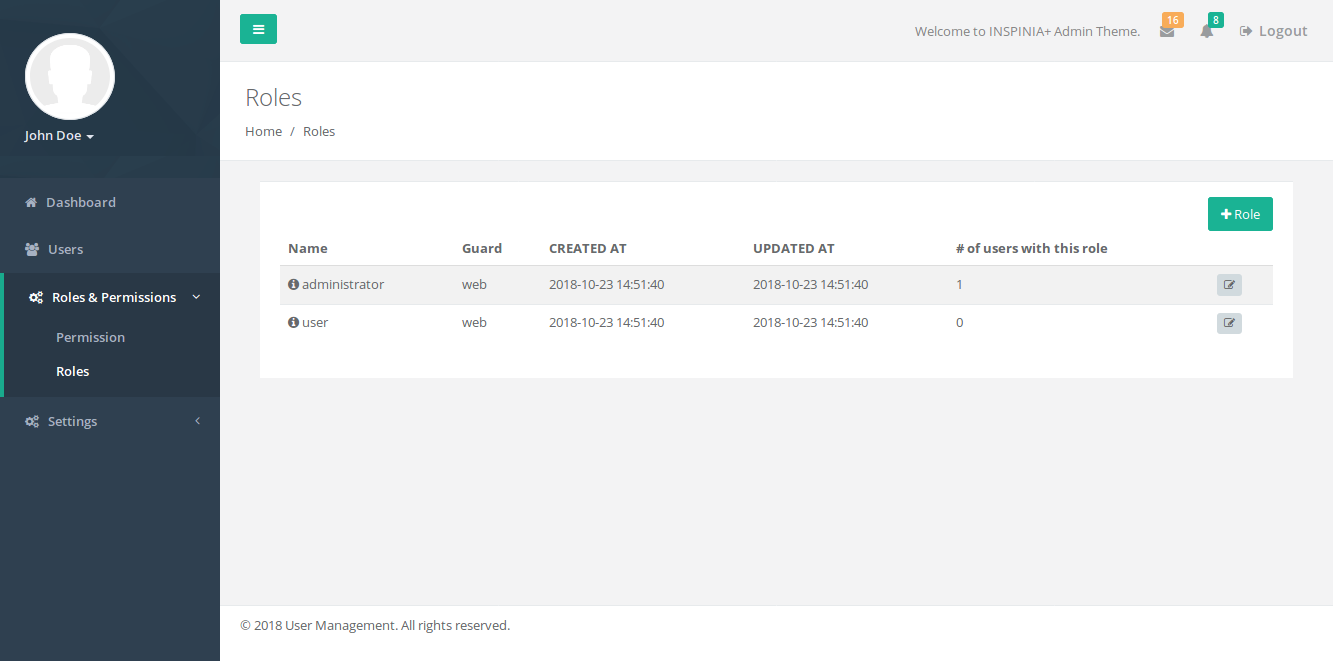 John Doe
Dashboard
Users
Roles & Permissions
Permission
Roles
Settings
Welcome to INSPINIA+ Admin Theme. 16 8 Logout
Roles
Home / Roles
Role
Name Guard CREATED AT UPDATED AT # of users with this role
administrator web 2018-10-23 14:51:40 2018-10-23 14:51:40 1
user web 2018-10-23 14:51:40 2018-10-23 14:51:40 0
© 2018 User Management. All rights reserved.